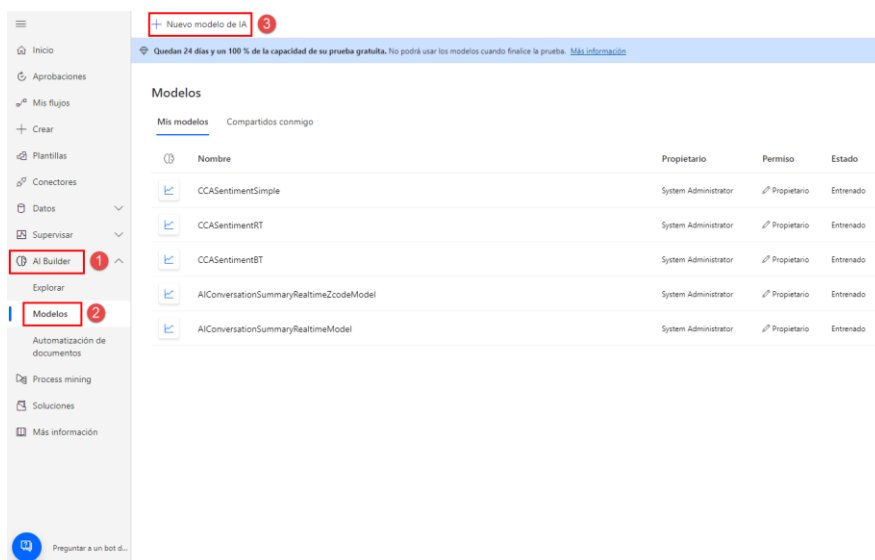 + Nuevo modelo de IA 3
Quedan 24 días y un 100 % de la capacidad de su prueba gratuita. No podrá usar los modelos cuando finalice la prueba. Más información
Inicio
Aprobaciones
Mis flujos
Crear
Plantillas
Conectores
Datos
Supervisar
AI Builder 1
Explorar
Modelos 2
Automatización de
documentos
Process mining
Soluciones
Más información
Preguntar a un bot d...
Modelos
Mis modelos Compartidos conmigo
Nombre Propietario Permiso Estado
CCASentimentSimple System Administrator Propietario Entrenado
CCASentimentRT System Administrator Propietario Entrenado
CCASentimentBT System Administrator Propietario Entrenado
AIConversationSummaryRealtimeZcodeModel System Administrator Propietario Entrenado
AIConversationSummaryRealtimeModel System Administrator Propietario Entrenado